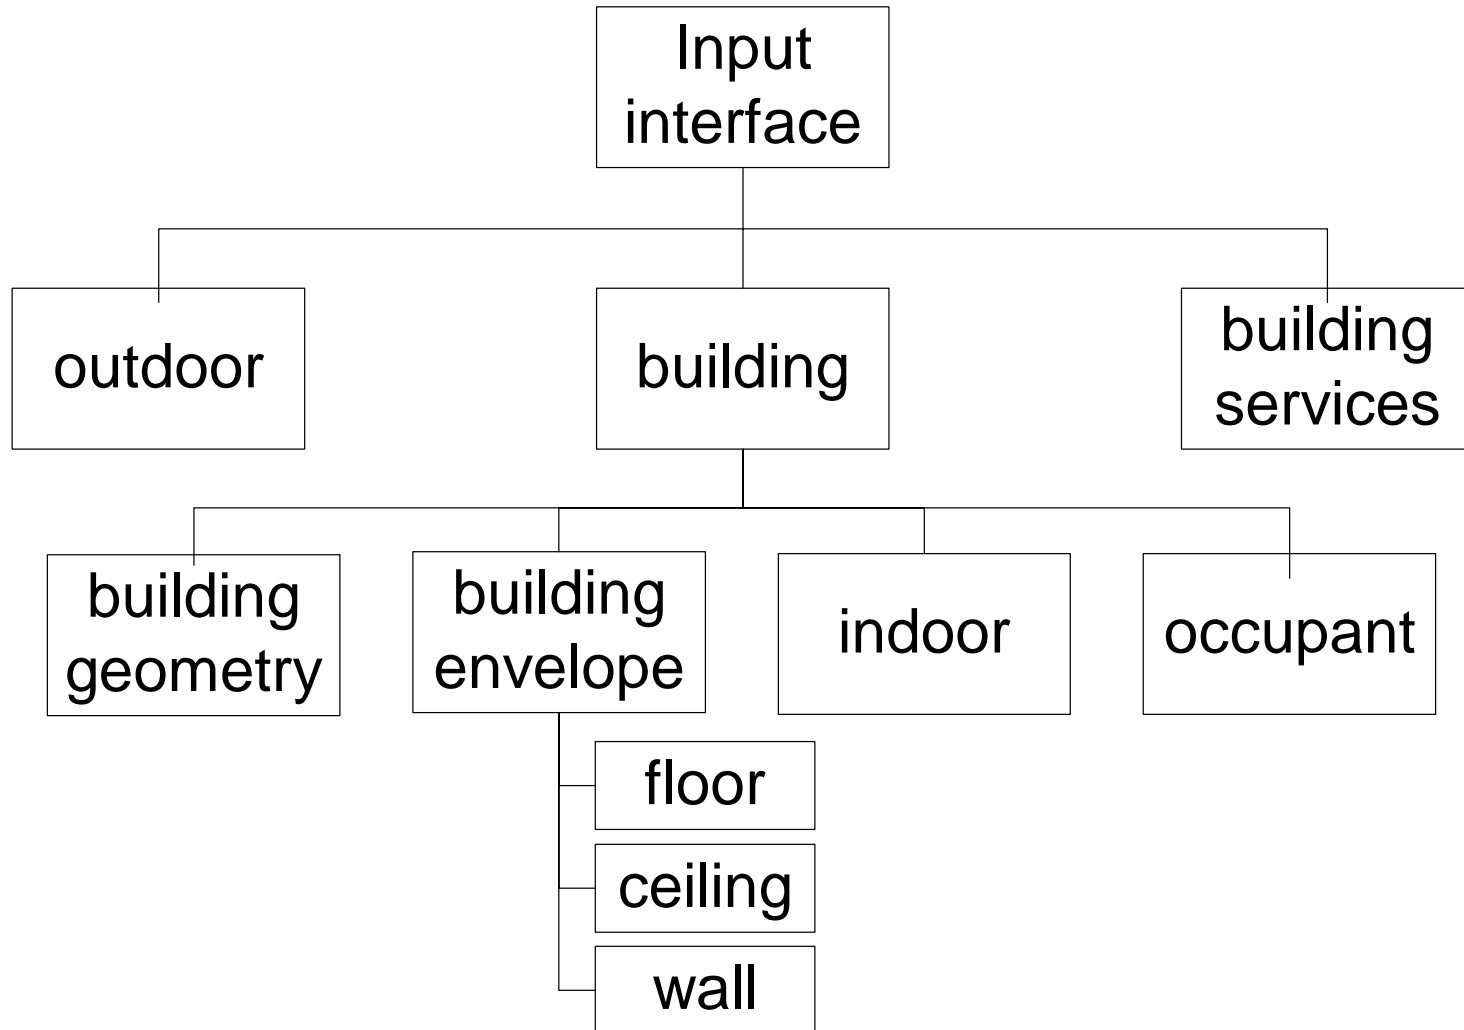 Input
interface
outdoor
building
building
services
building
geometry
building
envelope
indoor
occupant
floor
ceiling
wall